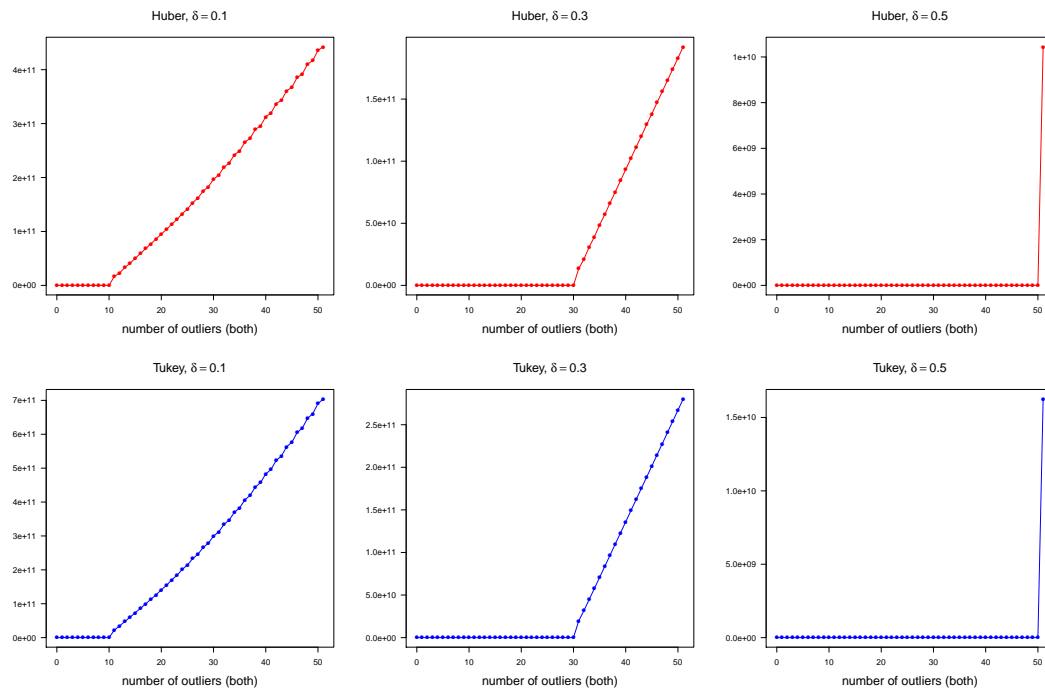 Huber, δ = 0.1
4e+11
3e+11
2e+11
1e+11
0e+00
0 10 20 30 40 50
number of outliers (both)
Huber, δ = 0.3
1.5e+11
1.0e+11
5.0e+10
0.0e+00
0 10 20 30 40 50
number of outliers (both)
Huber, δ = 0.5
1e+10
8e+09
6e+09
4e+09
2e+09
0e+00
0 10 20 30 40 50
number of outliers (both)
Tukey, δ = 0.1
7e+11
6e+11
5e+11
4e+11
3e+11
2e+11
1e+11
0e+00
0 10 20 30 40 50
number of outliers (both)
Tukey, δ = 0.3
2.5e+11
2.0e+11
1.5e+11
1.0e+11
5.0e+10
0.0e+00
0 10 20 30 40 50
number of outliers (both)
Tukey, δ = 0.5
1.5e+10
1.0e+10
5.0e+09
0.0e+00
0 10 20 30 40 50
number of outliers (both)